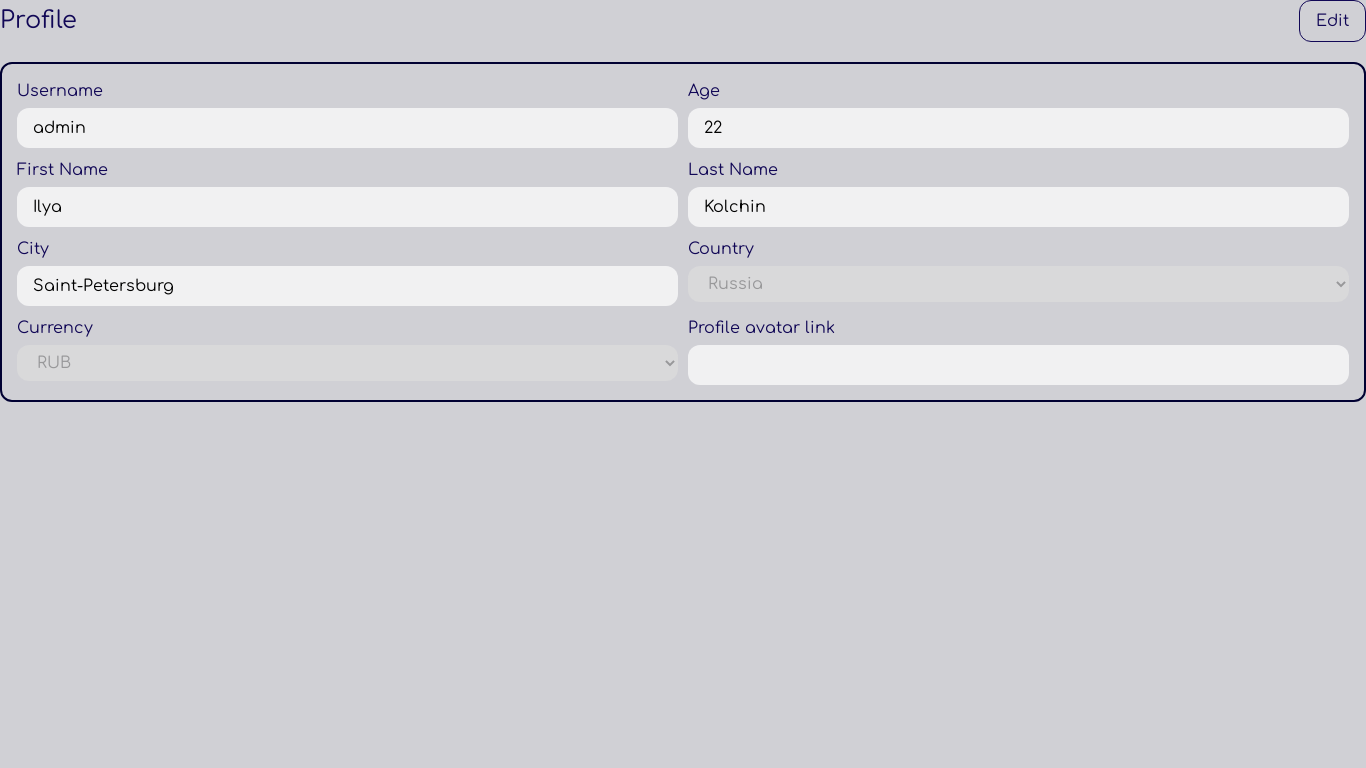 Profile
Edit
Username
Age
admin
22
First Name
Last Name
Ilya
Kolchin
City
Country
Saint-Petersburg
Russia
Currency
Profile avatar link
RUB